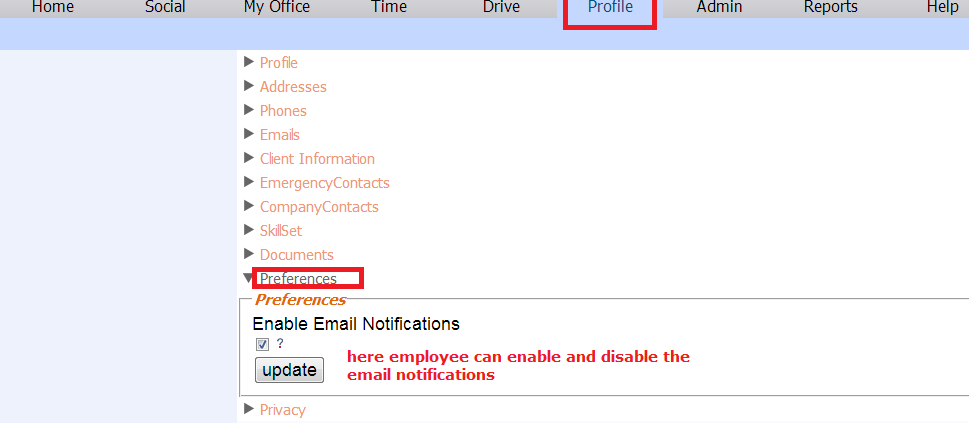 Home Social My Office Time Drive Profile Admin Reports Help
Profile
Addresses
Phones
Emails
Client Information
EmergencyContacts
CompanyContacts
SkillSet
Documents
Preferences
Preferences
Enable Email Notifications
?
update
here employee can enable and disable the
email notifications
Privacy